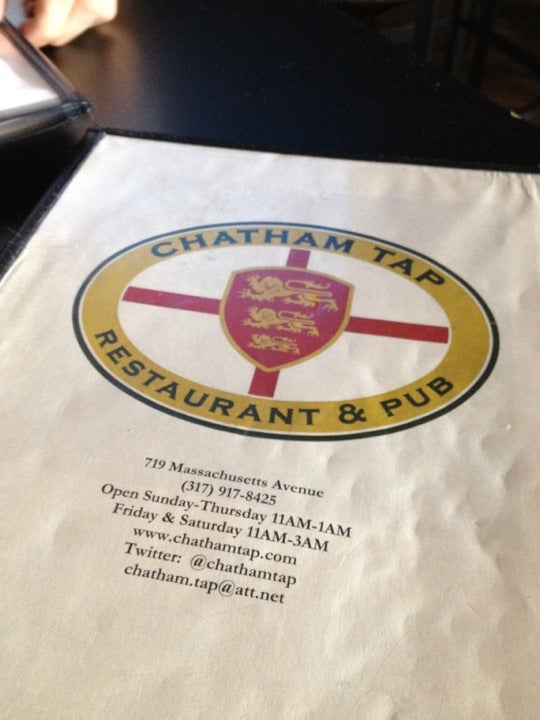 CHATHAM TAP
RESTAURANT & PUB
719 Massachusetts Avenue
(317) 917-8425
Open Sunday-Thursday 11AM-1AM
Friday & Saturday 11AM-3AM
www.chathamtap.com
Twitter: @chathamtap
chatham.tap@att.net